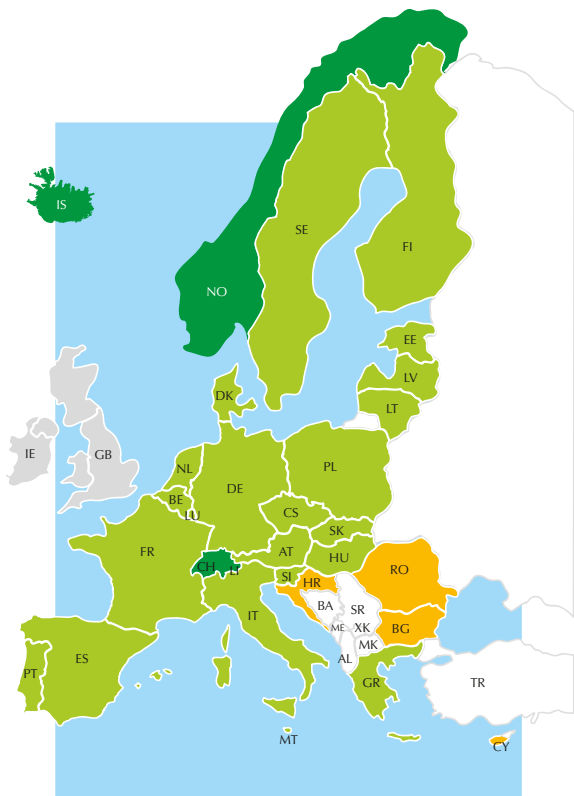 IS
SE
FI
NO
EE
LV
DK
LT
IE
GB
NL
DE
PL
BE
CS
LU
SK
FR
AT
HU
CH
LI
RO
SI
HR
BA
SR
IT
ME
XK
BG
MK
ES
AL
PT
GR
TR
MT
CY